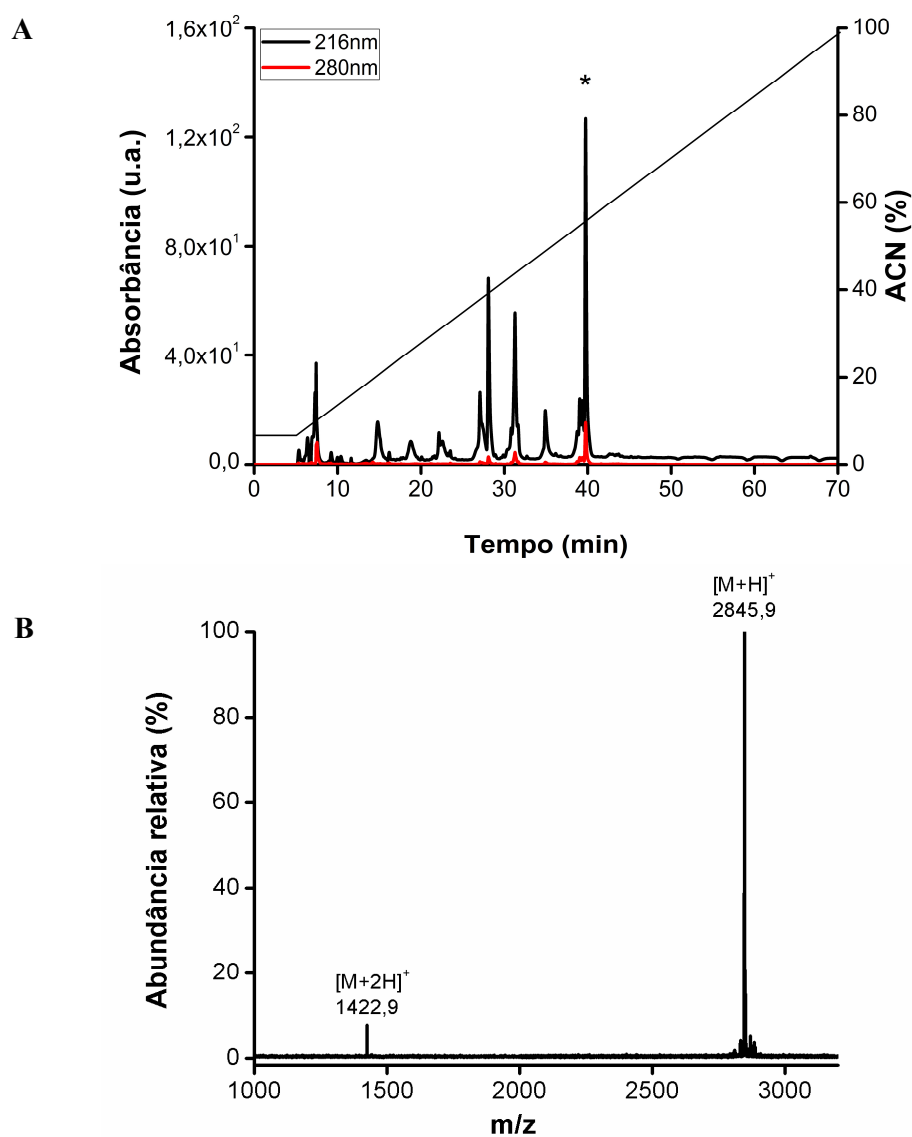 A
216nm
280nm
*
1,6x10²
1,2x10²
8,0x10¹
4,0x10¹
0,0
Absorbância (u.a.)
100
80
60
40
20
0
ACN (%)
0 10 20 30 40 50 60 70
Tempo (min)
B
[M+H]⁺
2845,9
[M+2H]⁺
1422,9
100
80
60
40
20
0
Abundância relativa (%)
1000 1500 2000 2500 3000
m/z